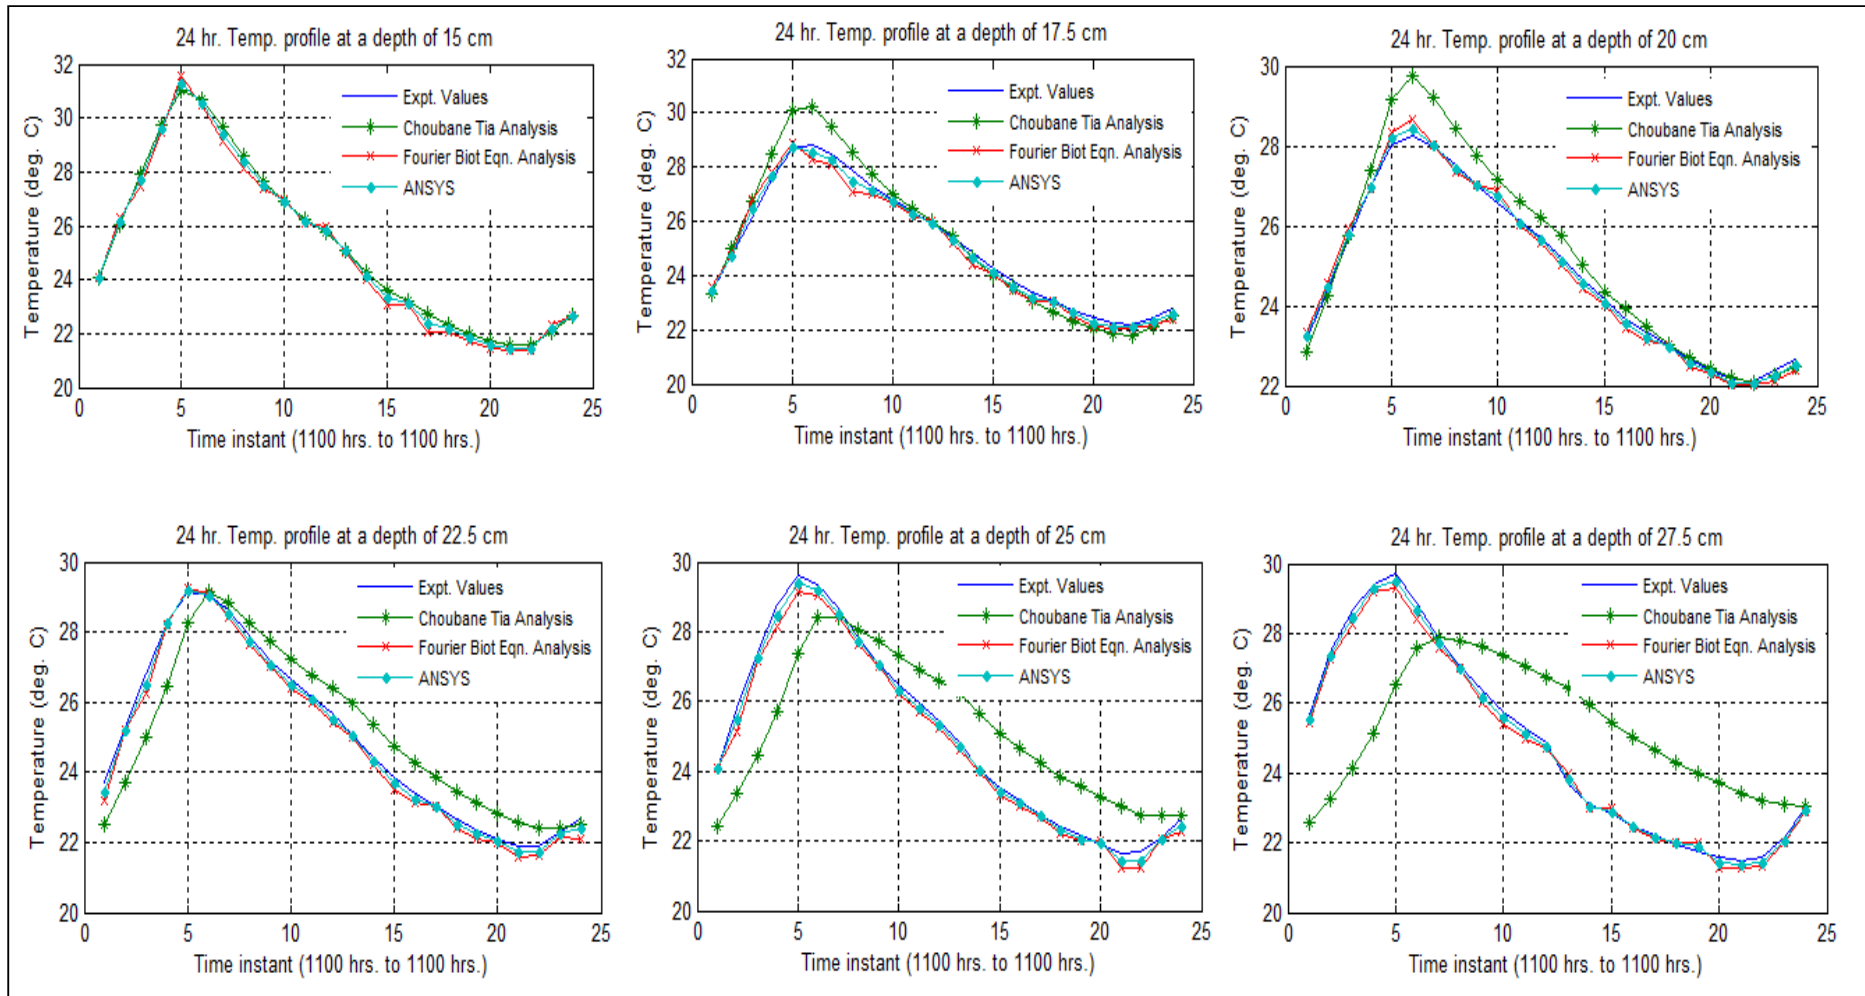 24 hr. Temp. profile at a depth of 15 cm
32
30
28
26
24
22
20
Temperature (deg. C)
Expt. Values
Choubane Tia Analysis
Fourier Biot Eqn. Analysis
ANSYS
0 5 10 15 20 25
Time instant (1100 hrs. to 1100 hrs.)
24 hr. Temp. profile at a depth of 17.5 cm
32
30
28
26
24
22
20
Temperature (deg. C)
Expt. Values
Choubane Tia Analysis
Fourier Biot Eqn. Analysis
ANSYS
0 5 10 15 20 25
Time instant (1100 hrs. to 1100 hrs.)
24 hr. Temp. profile at a depth of 20 cm
30
28
26
24
22
Temperature (deg. C)
Expt. Values
Choubane Tia Analysis
Fourier Biot Eqn. Analysis
ANSYS
0 5 10 15 20 25
Time instant (1100 hrs. to 1100 hrs.)
24 hr. Temp. profile at a depth of 22.5 cm
30
28
26
24
22
20
Temperature (deg. C)
Expt. Values
Choubane Tia Analysis
Fourier Biot Eqn. Analysis
ANSYS
0 5 10 15 20 25
Time instant (1100 hrs. to 1100 hrs.)
24 hr. Temp. profile at a depth of 25 cm
30
28
26
24
22
20
Temperature (deg. C)
Expt. Values
Choubane Tia Analysis
Fourier Biot Eqn. Analysis
ANSYS
0 5 10 15 20 25
Time instant (1100 hrs. to 1100 hrs.)
24 hr. Temp. profile at a depth of 27.5 cm
30
28
26
24
22
20
Temperature (deg. C)
Expt. Values
Choubane Tia Analysis
Fourier Biot Eqn. Analysis
ANSYS
0 5 10 15 20 25
Time instant (1100 hrs. to 1100 hrs.)